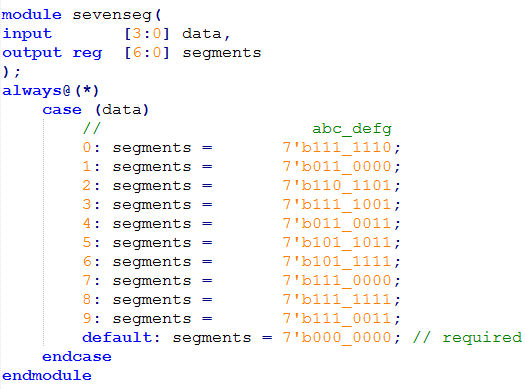 module sevenseg(
input       [3:0] data,
output reg  [6:0] segments
);
always@(*)
    case (data)
        //                     abc_defg
        0: segments =       7'b111_1110;
        1: segments =       7'b011_0000;
        2: segments =       7'b110_1101;
        3: segments =       7'b111_1001;
        4: segments =       7'b011_0011;
        5: segments =       7'b101_1011;
        6: segments =       7'b101_1111;
        7: segments =       7'b111_0000;
        8: segments =       7'b111_1111;
        9: segments =       7'b111_0011;
        default: segments = 7'b000_0000; // required
    endcase
endmodule